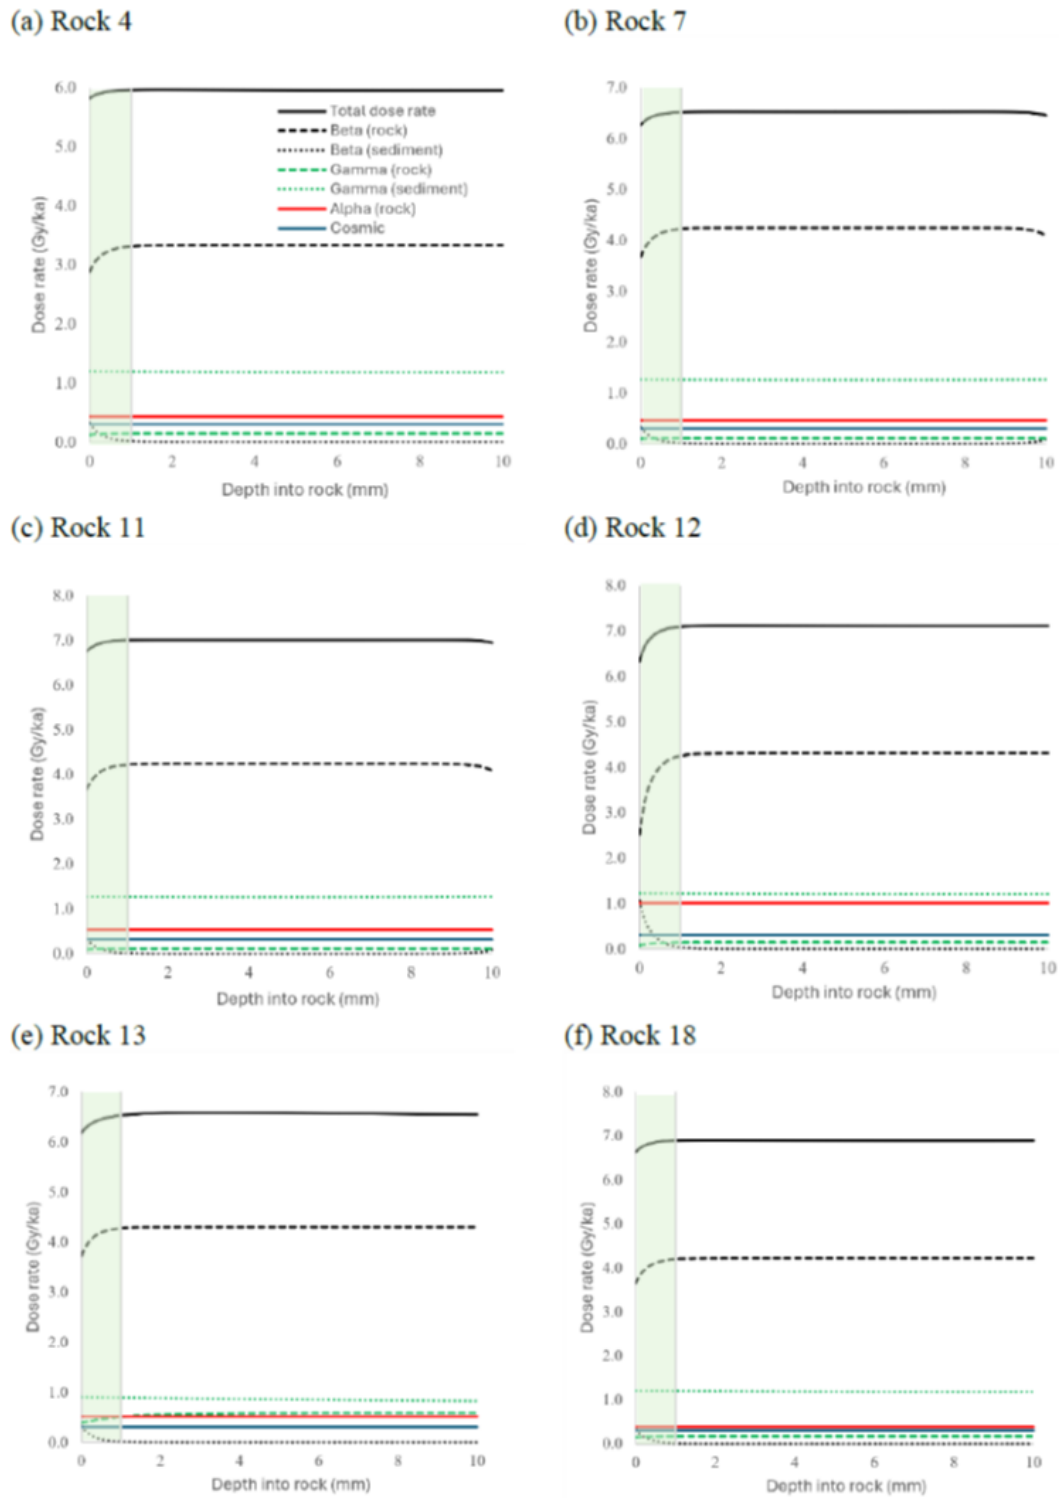 (a) Rock 4
6.0
5.0
4.0
3.0
2.0
1.0
0.0
Dose rate (Gy/ka)
Total dose rate
Beta (rock)
Beta (sediment)
Gamma (rock)
Gamma (sediment)
Alpha (rock)
Cosmic
0 2 4 6 8 10
Depth into rock (mm)
(b) Rock 7
7.0
6.0
5.0
4.0
3.0
2.0
1.0
0.0
Dose rate (Gy/ka)
0 2 4 6 8 10
Depth into rock (mm)
(c) Rock 11
8.0
7.0
6.0
5.0
4.0
3.0
2.0
1.0
0.0
Dose rate (Gy/ka)
0 2 4 6 8 10
Depth into rock (mm)
(d) Rock 12
8.0
7.0
6.0
5.0
4.0
3.0
2.0
1.0
0.0
Dose rate (Gy/ka)
0 2 4 6 8 10
Depth into rock (mm)
(e) Rock 13
7.0
6.0
5.0
4.0
3.0
2.0
1.0
0.0
Dose rate (Gy/ka)
0 2 4 6 8 10
Depth into rock (mm)
(f) Rock 18
8.0
7.0
6.0
5.0
4.0
3.0
2.0
1.0
0.0
Dose rate (Gy/ka)
0 2 4 6 8 10
Depth into rock (mm)